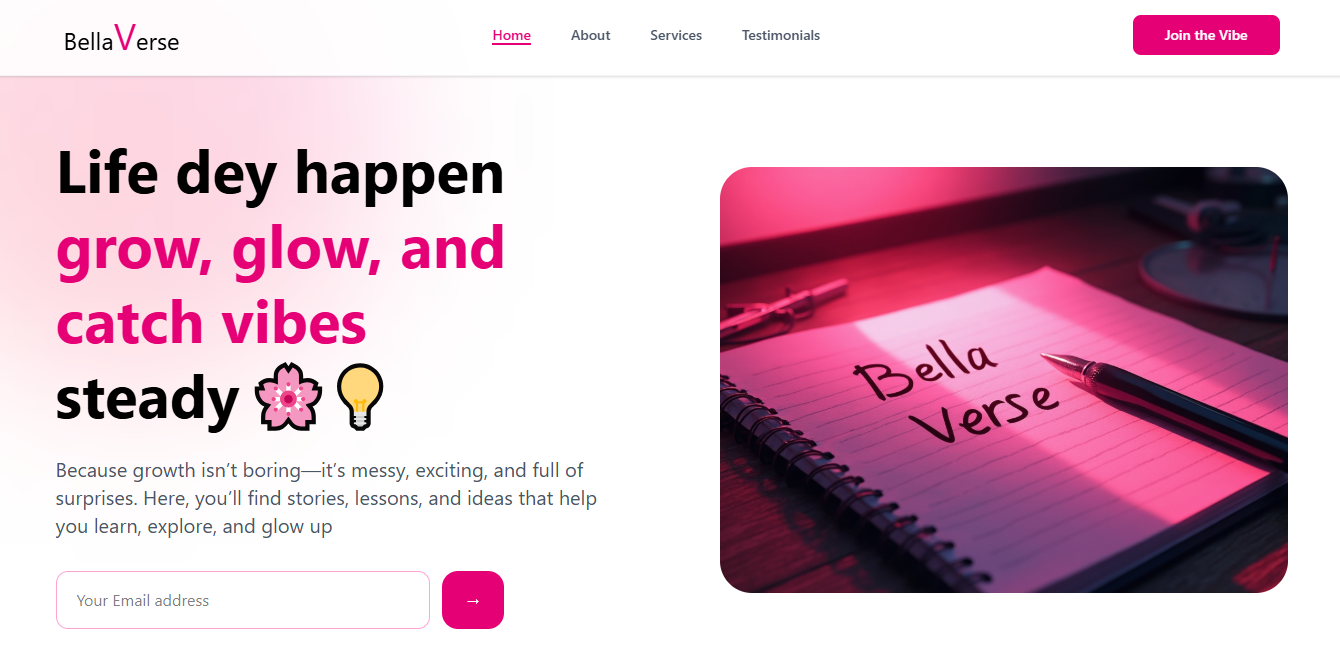 BellaVerse
Home About Services Testimonials
Join the Vibe
Life dey happen
grow, glow, and
catch vibes
steady 🌸💡
Because growth isn’t boring—it’s messy, exciting, and full of
surprises. Here, you’ll find stories, lessons, and ideas that help
you learn, explore, and glow up
Your Email address
→
Bella
Verse